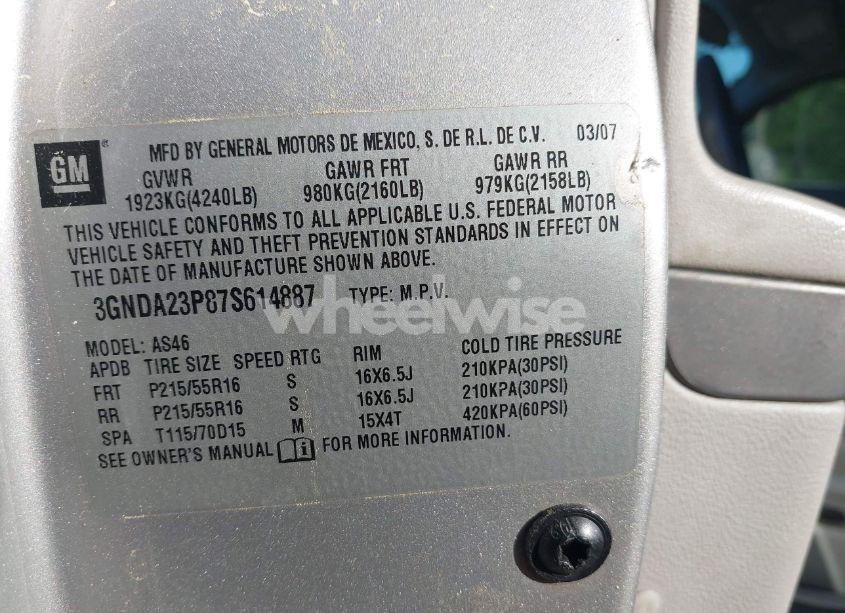 GM
MFD BY GENERAL MOTORS DE MEXICO, S. DE R.L. DE C.V. 03/07
GVWR GAWR FRT GAWR RR
1923KG(4240LB) 980KG(2160LB) 979KG(2158LB)
THIS VEHICLE CONFORMS TO ALL APPLICABLE U.S. FEDERAL MOTOR
VEHICLE SAFETY AND THEFT PREVENTION STANDARDS IN EFFECT ON
THE DATE OF MANUFACTURE SHOWN ABOVE.
3GNDA23P87S614887 TYPE: M.P.V.
wheelwise
MODEL: AS46
APDB TIRE SIZE SPEED RTG RIM COLD TIRE PRESSURE
FRT P215/55R16 S 16X6.5J 210KPA(30PSI)
RR P215/55R16 S 16X6.5J 210KPA(30PSI)
SPA T115/70D15 M 15X4T 420KPA(60PSI)
SEE OWNER'S MANUAL FOR MORE INFORMATION.